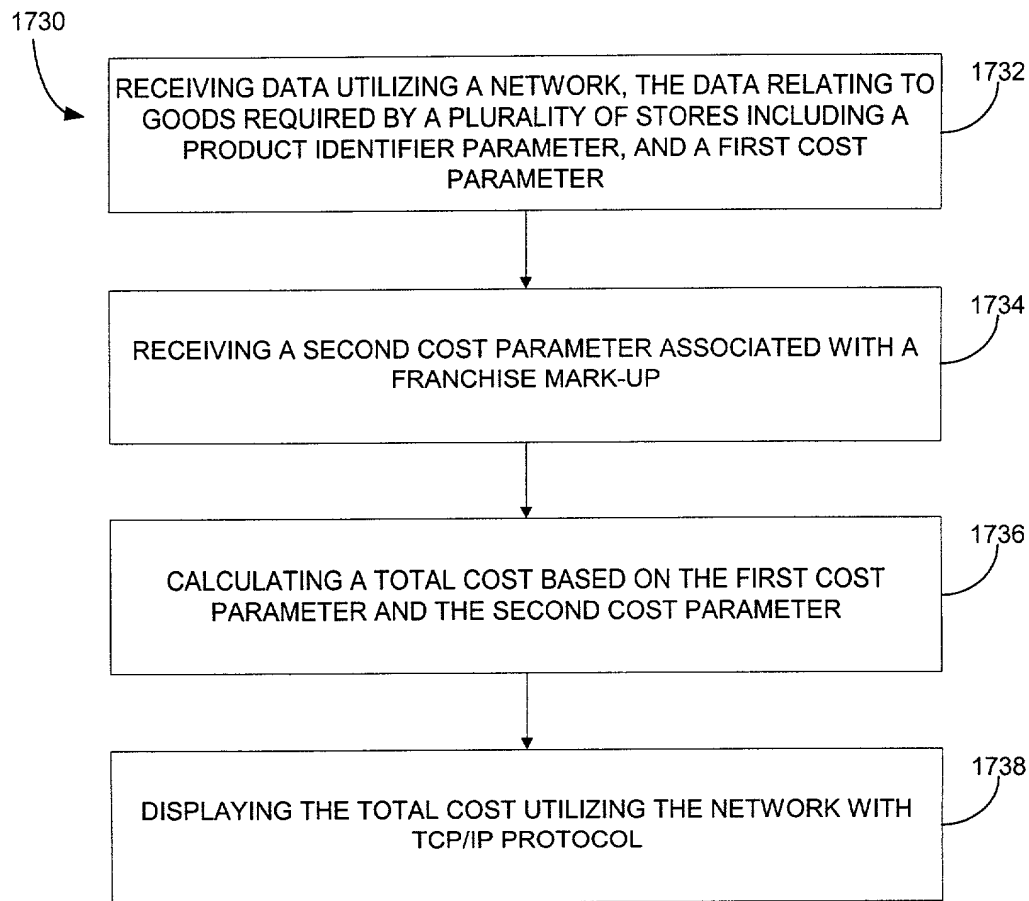 1730
1732
RECEIVING DATA UTILIZING A NETWORK, THE DATA RELATING TO
GOODS REQUIRED BY A PLURALITY OF STORES INCLUDING A
PRODUCT IDENTIFIER PARAMETER, AND A FIRST COST
PARAMETER
1734
RECEIVING A SECOND COST PARAMETER ASSOCIATED WITH A
FRANCHISE MARK-UP
1736
CALCULATING A TOTAL COST BASED ON THE FIRST COST
PARAMETER AND THE SECOND COST PARAMETER
1738
DISPLAYING THE TOTAL COST UTILIZING THE NETWORK WITH
TCP/IP PROTOCOL